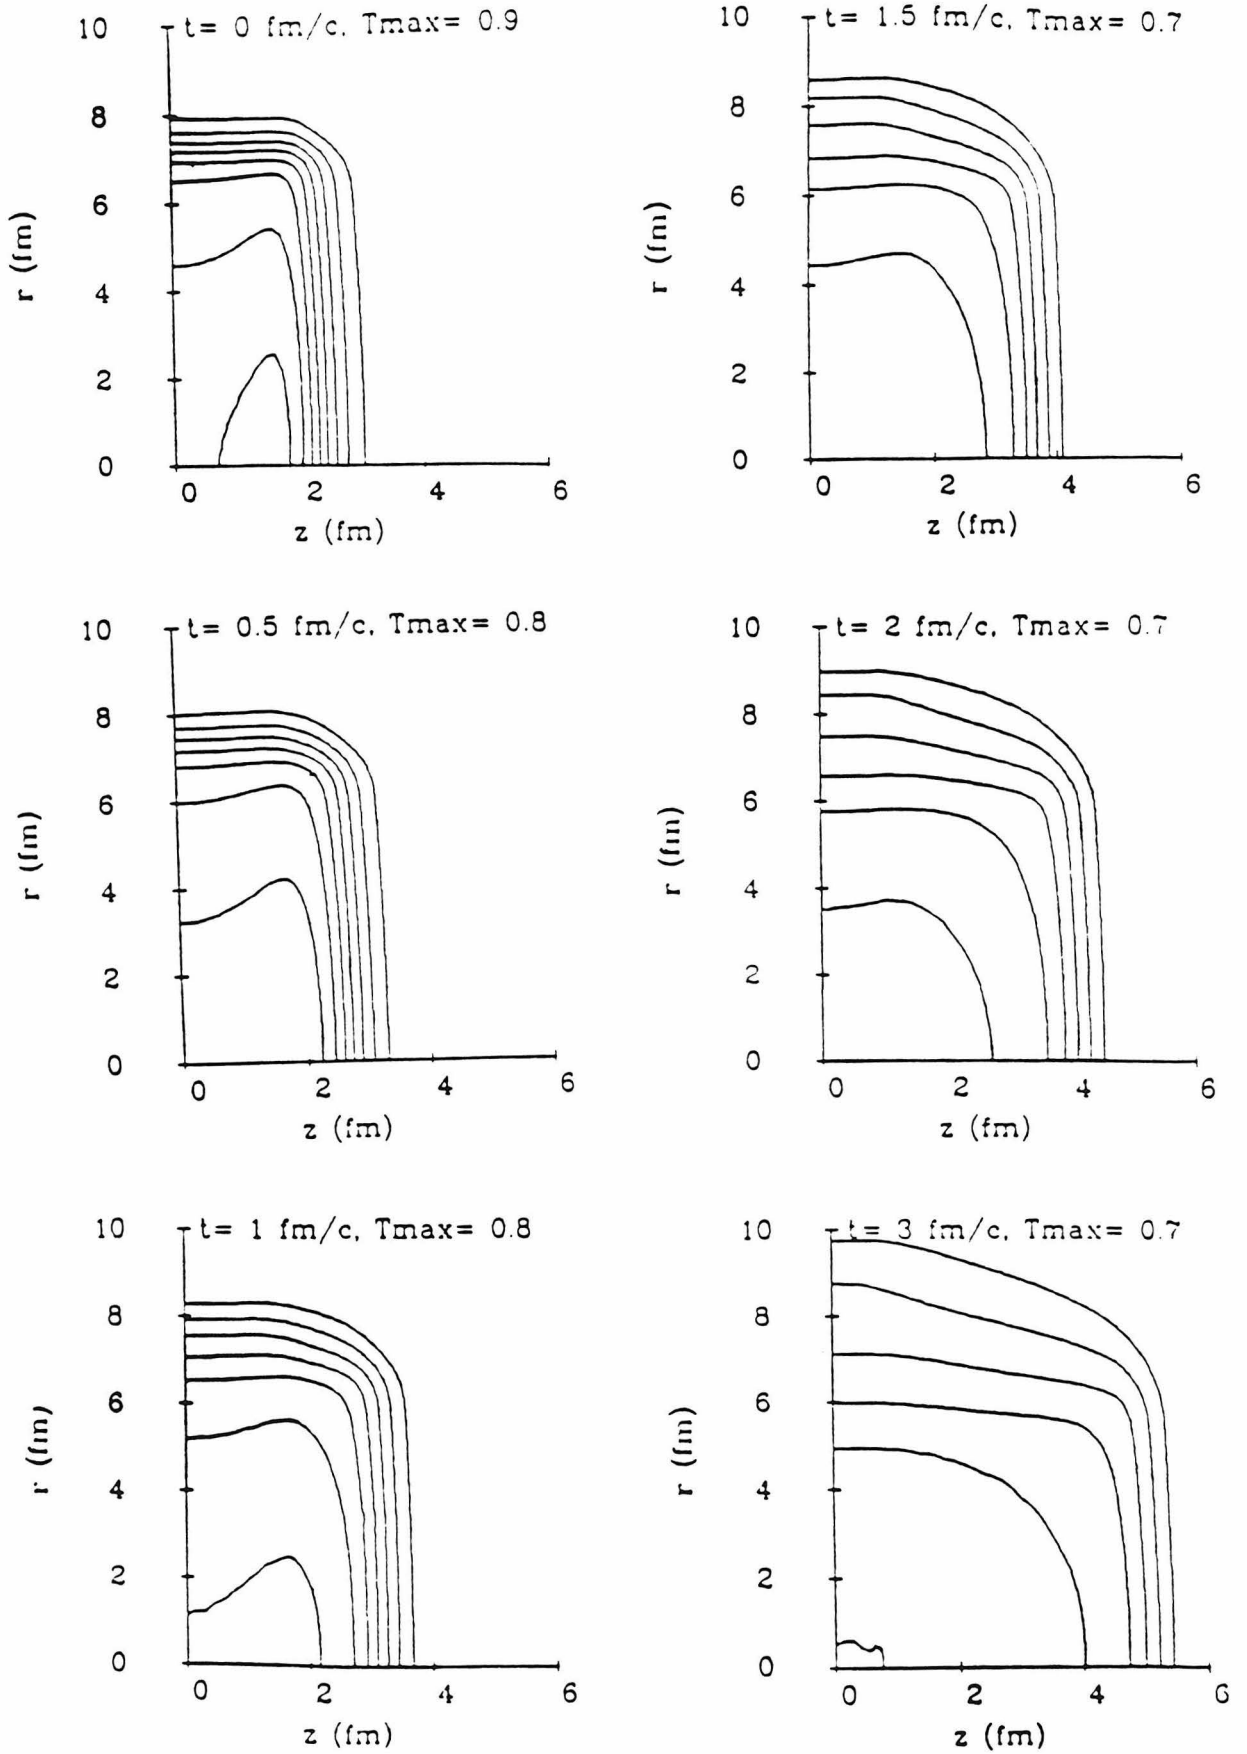 t= 0 fm/c, Tmax= 0.9
10
8
6
4
2
0
r (fm)
0 2 4 6
z (fm)
t= 1.5 fm/c, Tmax= 0.7
10
8
6
4
2
0
r (fm)
0 2 4 6
z (fm)
t= 0.5 fm/c, Tmax= 0.8
10
8
6
4
2
0
r (fm)
0 2 4 6
z (fm)
t= 2 fm/c, Tmax= 0.7
10
8
6
4
2
0
r (fm)
0 2 4 6
z (fm)
t= 1 fm/c, Tmax= 0.8
10
8
6
4
2
0
r (fm)
0 2 4 6
z (fm)
t= 3 fm/c, Tmax= 0.7
10
8
6
4
2
0
r (fm)
0 2 4 6
z (fm)